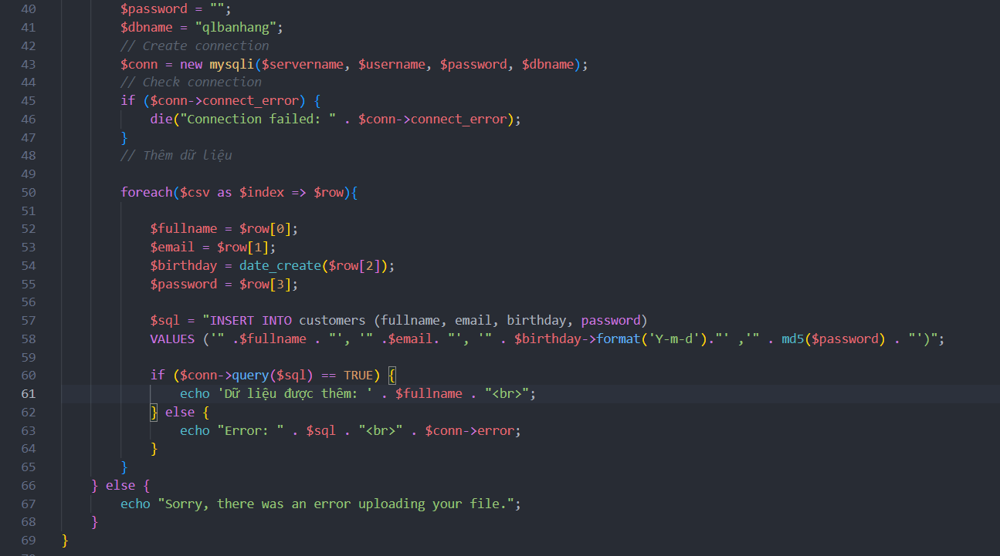 40 $password = "";
41 $dbname = "qlbanhang";
42 // Create connection
43 $conn = new mysqli($servername, $username, $password, $dbname);
44 // Check connection
45 if ($conn->connect_error) {
46 die("Connection failed: " . $conn->connect_error);
47 }
48 // Thêm dữ liệu
49
50 foreach($csv as $index => $row){
51
52 $fullname = $row[0];
53 $email = $row[1];
54 $birthday = date_create($row[2]);
55 $password = $row[3];
56
57 $sql = "INSERT INTO customers (fullname, email, birthday, password)
58 VALUES ('" .$fullname . "', '" .$email. "', '" . $birthday->format('Y-m-d')."' ,'" . md5($password) . "')";
59
60 if ($conn->query($sql) == TRUE) {
61 echo 'Dữ liệu được thêm: ' . $fullname . "<br>";
62 } else {
63 echo "Error: " . $sql . "<br>" . $conn->error;
64 }
65 }
66 } else {
67 echo "Sorry, there was an error uploading your file.";
68 }
69 }